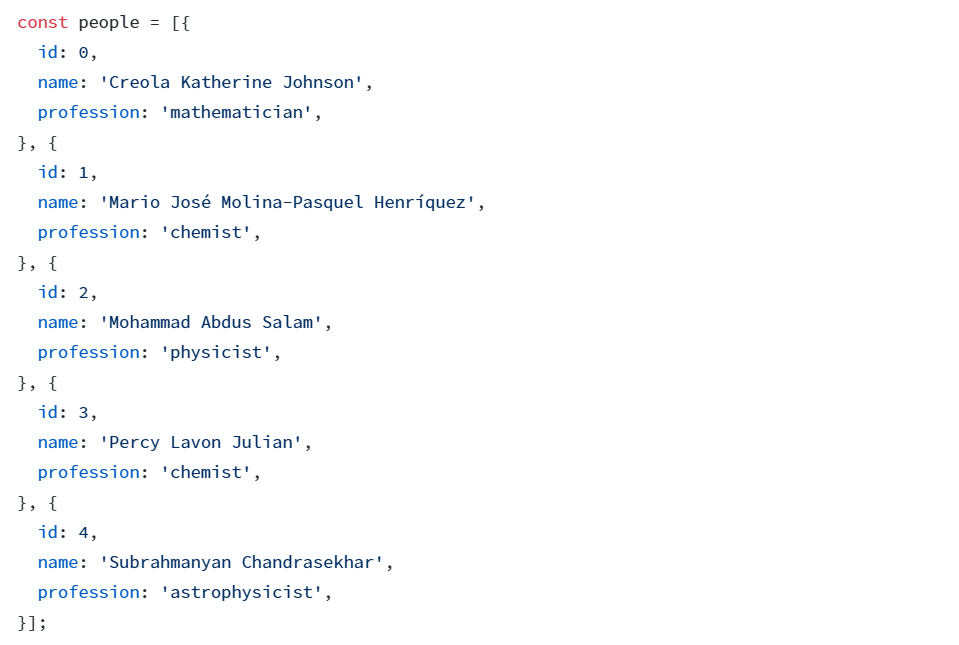 const people = [{
  id: 0,
  name: 'Creola Katherine Johnson',
  profession: 'mathematician',
}, {
  id: 1,
  name: 'Mario José Molina-Pasquel Henríquez',
  profession: 'chemist',
}, {
  id: 2,
  name: 'Mohammad Abdus Salam',
  profession: 'physicist',
}, {
  id: 3,
  name: 'Percy Lavon Julian',
  profession: 'chemist',
}, {
  id: 4,
  name: 'Subrahmanyan Chandrasekhar',
  profession: 'astrophysicist',
}];